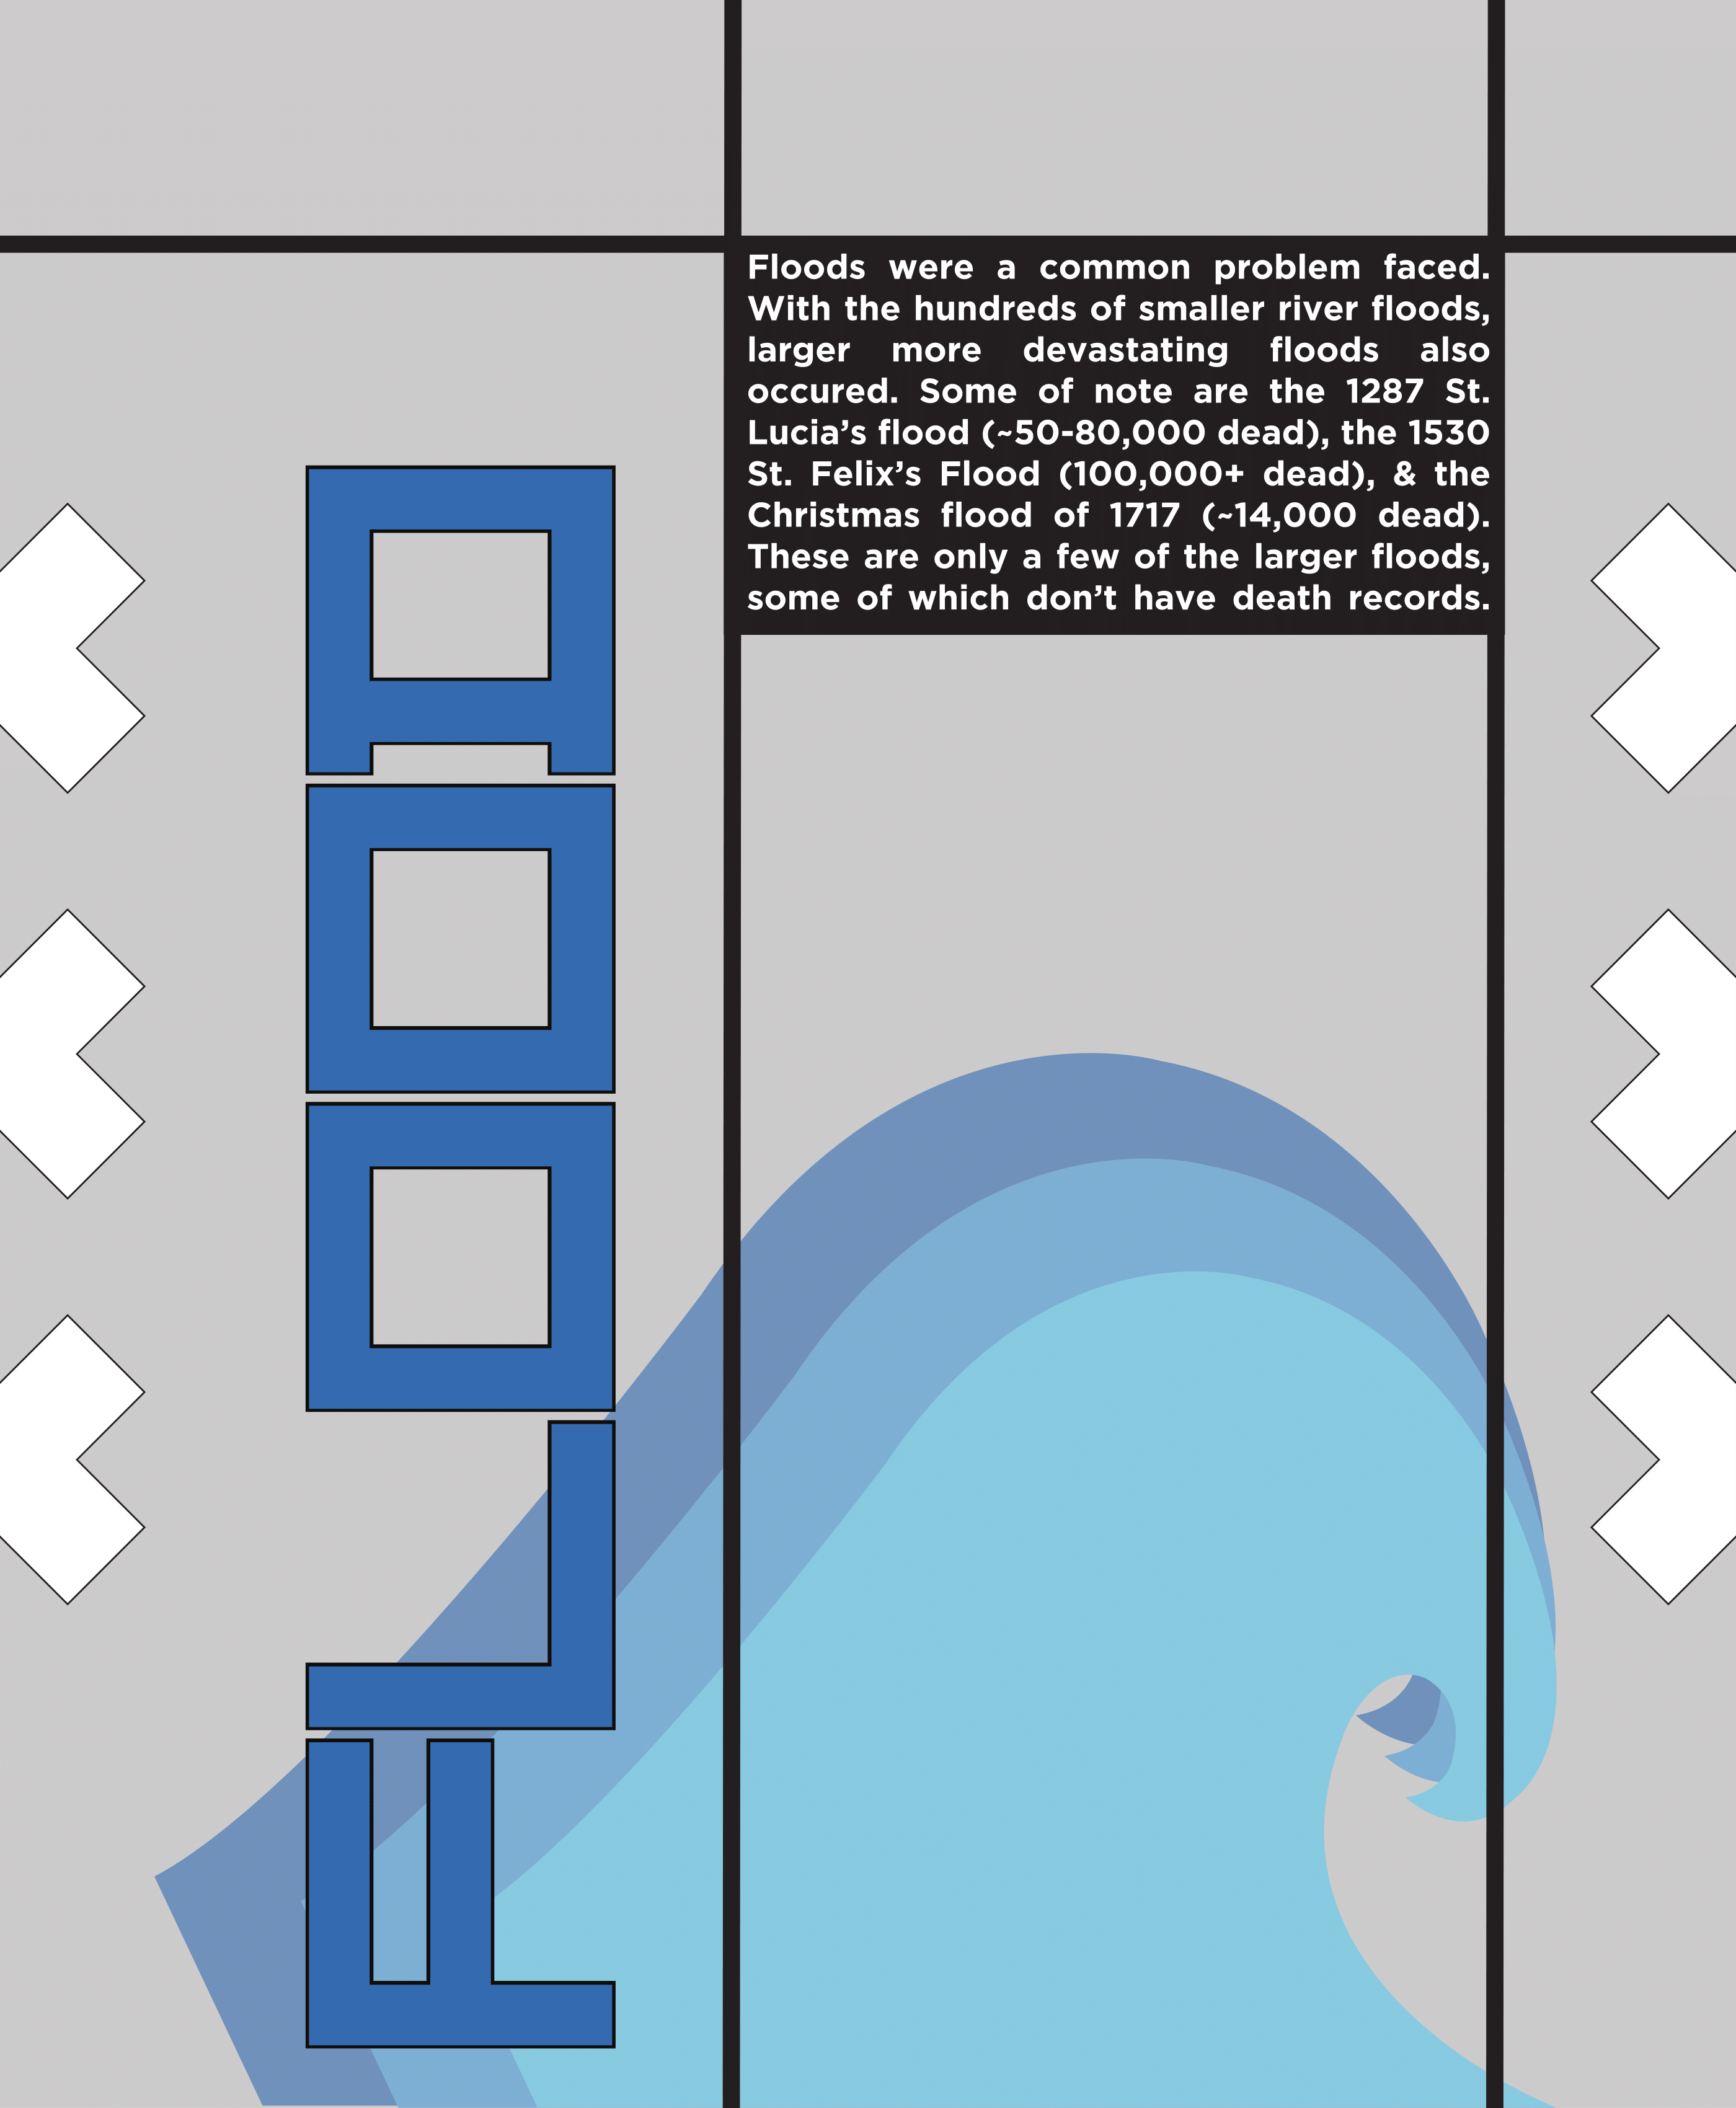 Floods were a common problem faced.
With the hundreds of smaller river floods,
larger more devastating floods also
occured. Some of note are the 1287 St.
Lucia's flood (~50-80,000 dead), the 1530
St. Felix's Flood (100,000+ dead), & the
Christmas flood of 1717 (~14,000 dead).
These are only a few of the larger floods,
some of which don't have death records.
FLOOD